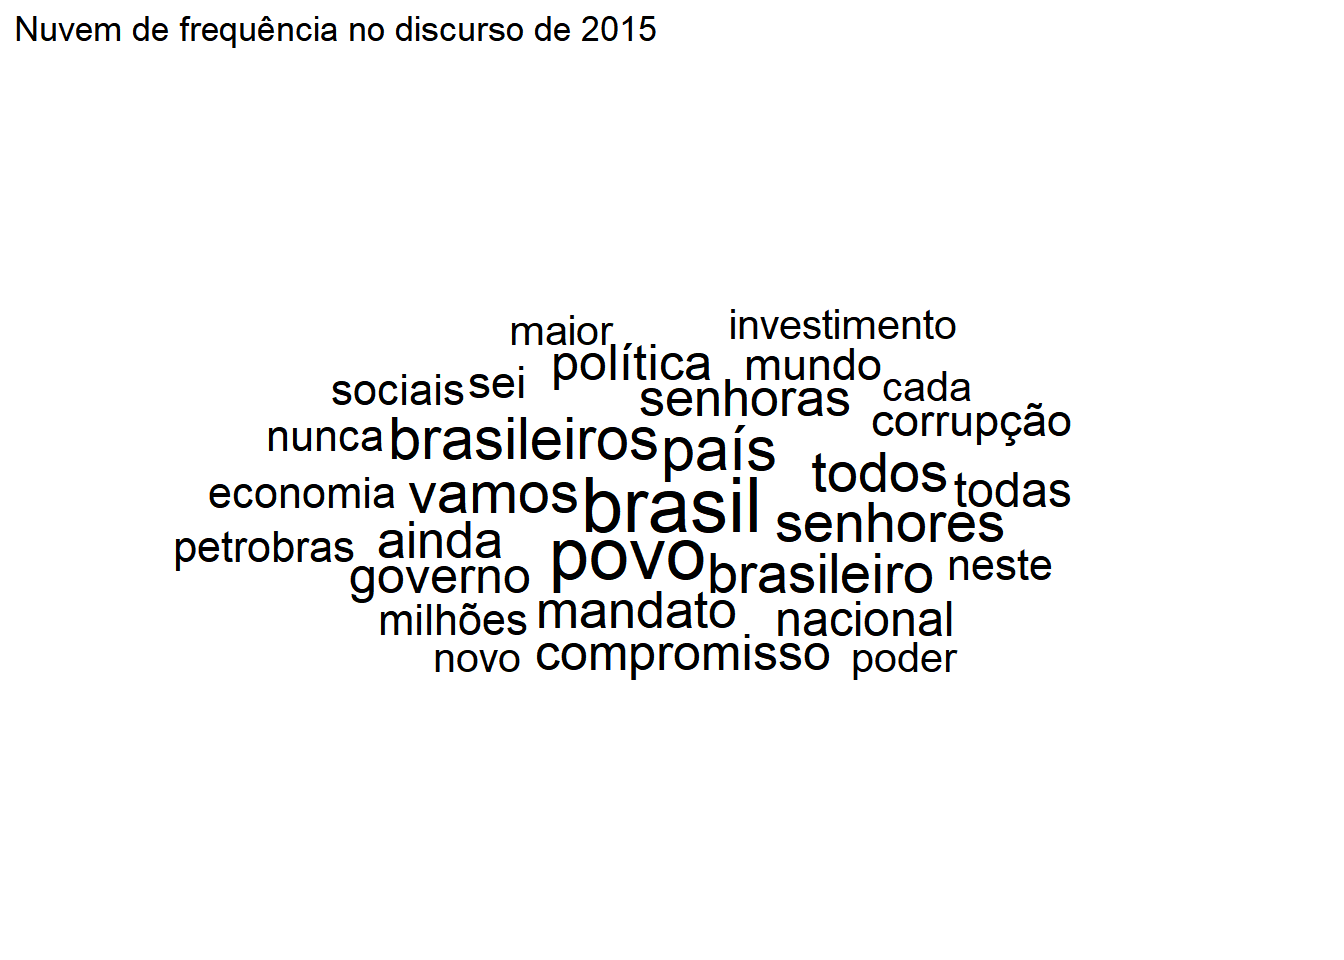 Nuvem de frequência no discurso de 2015
maior investimento
política mundo
sociais sei senhoras cada
nunca brasileiros país corrupção
economia vamos brasil todos todas
petrobras ainda povo senhores
governo brasileiro neste
milhões mandato nacional
novo compromisso poder